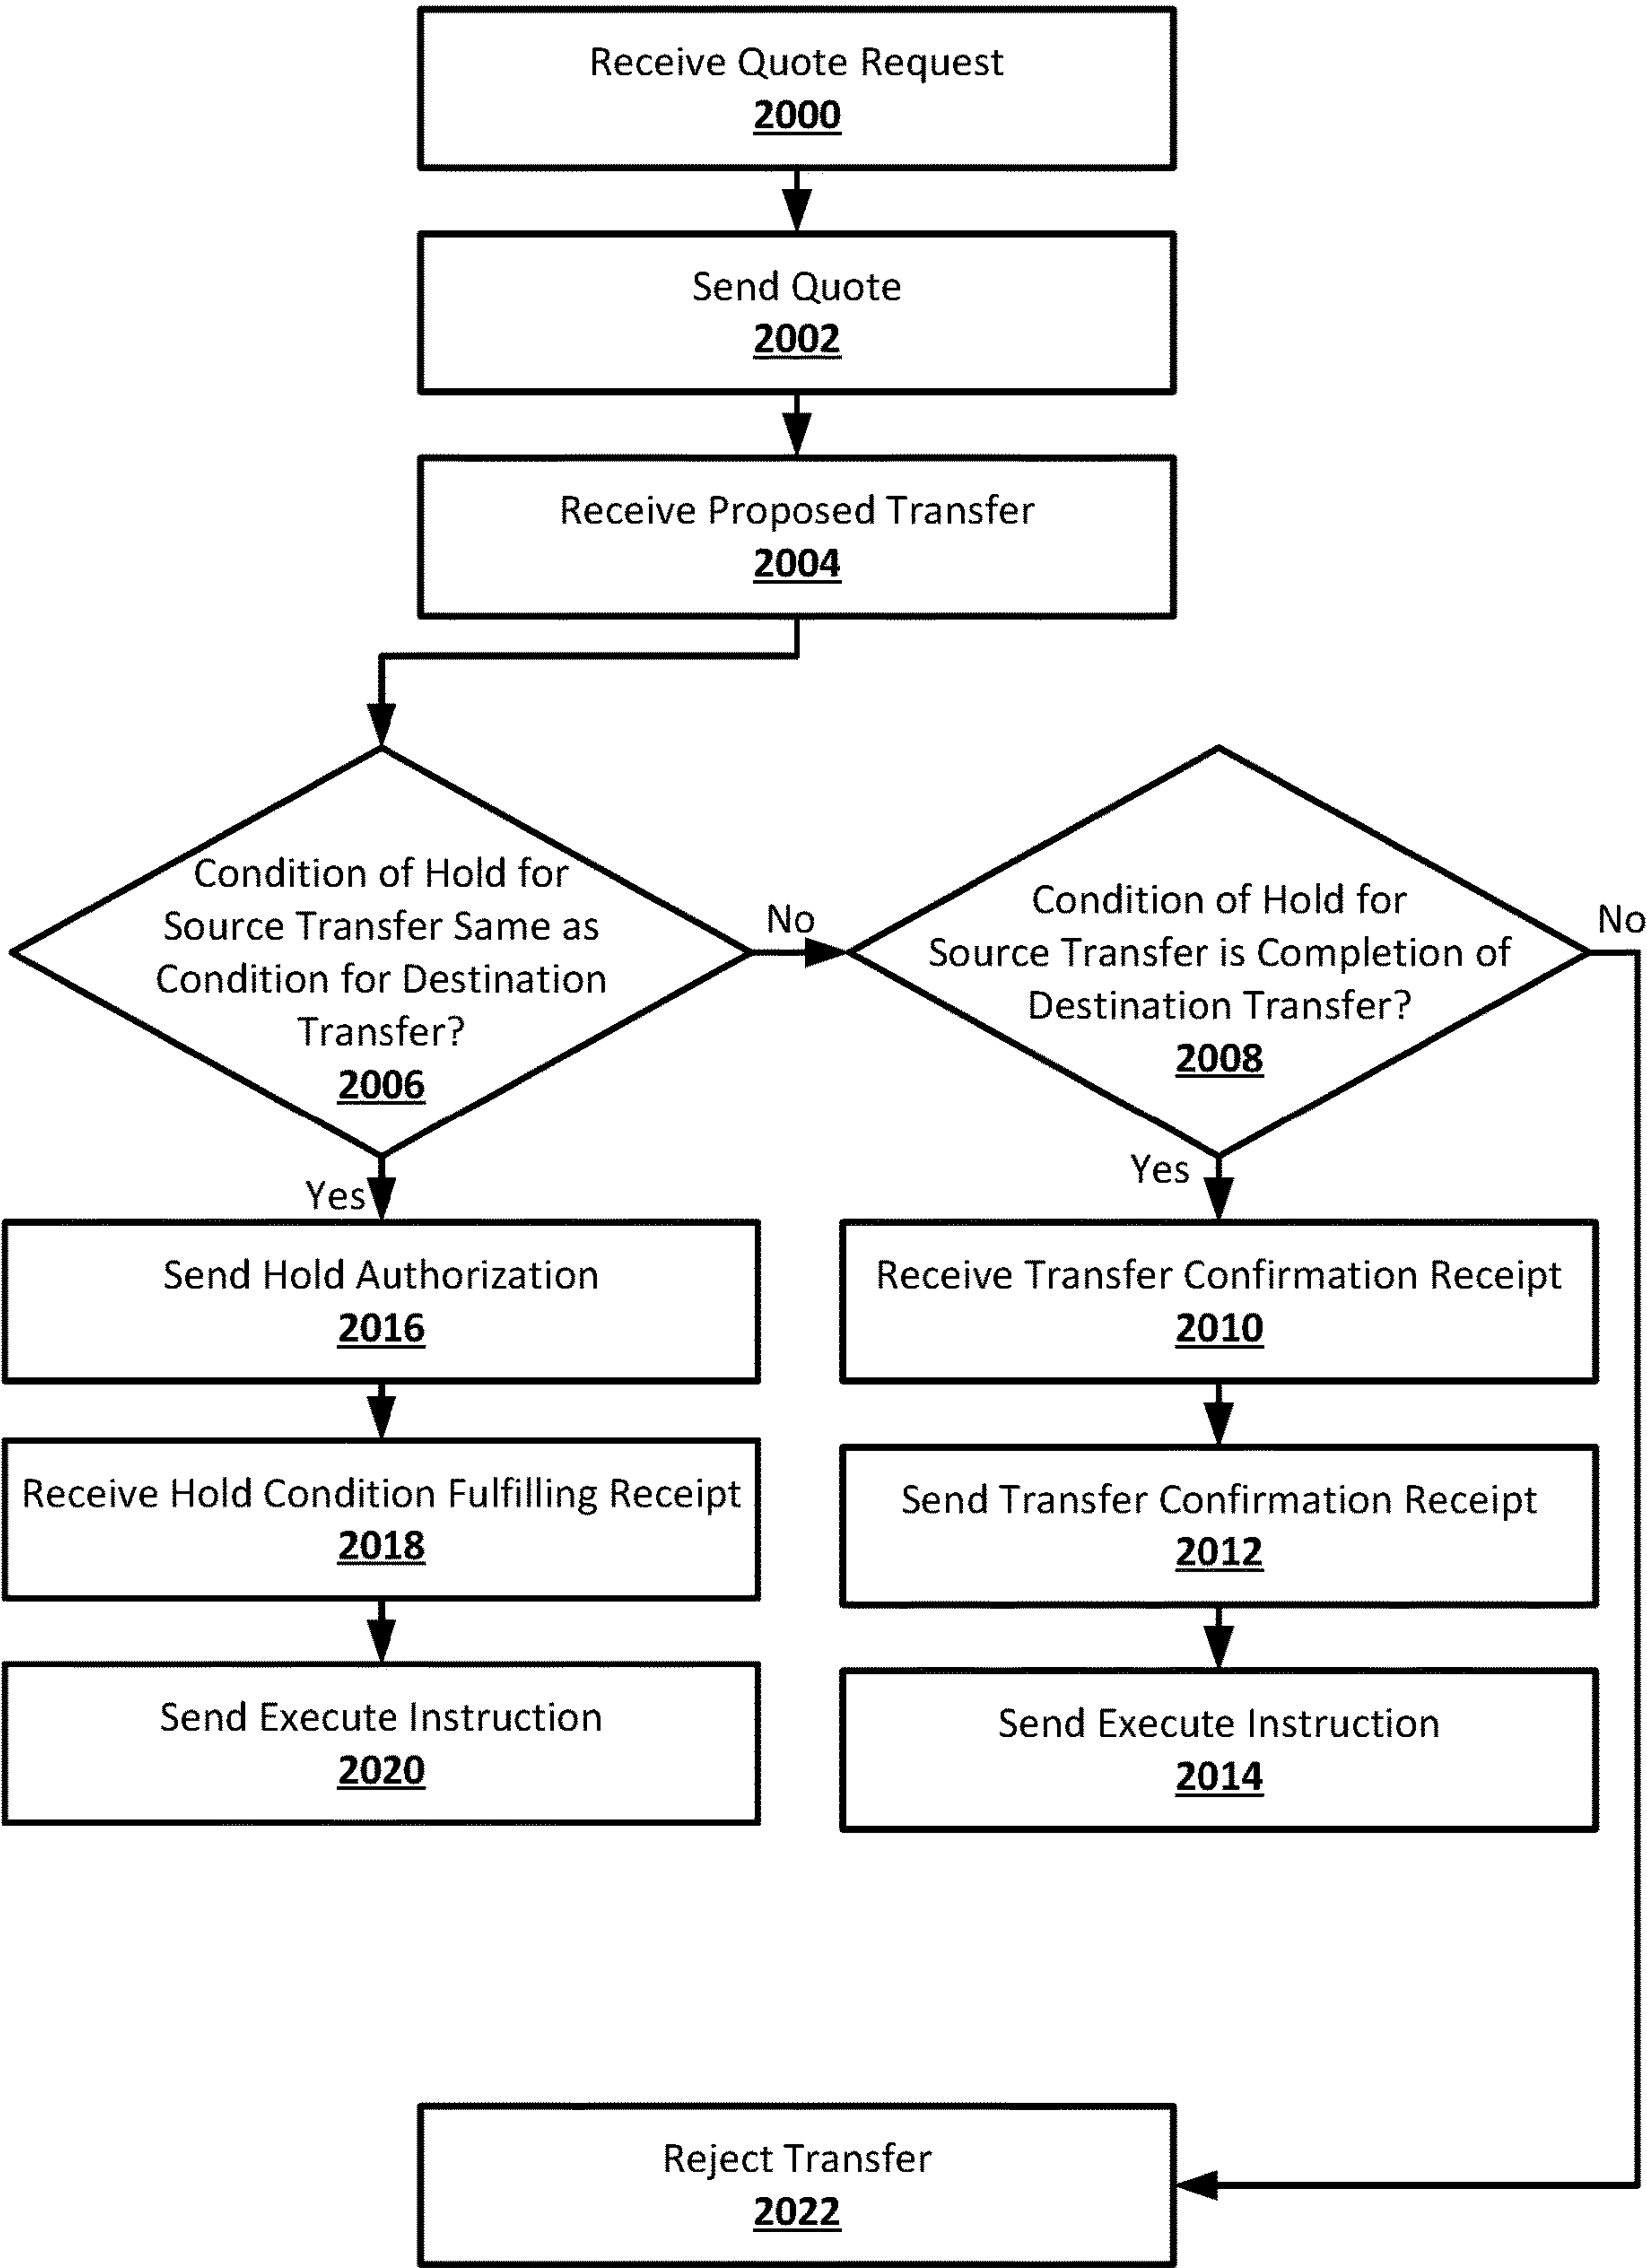 Receive Quote Request
2000
Send Quote
2002
Receive Proposed Transfer
2004
Condition of Hold for
Source Transfer Same as
Condition for Destination
Transfer?
2006
No
Condition of Hold for
Source Transfer is Completion of
Destination Transfer?
2008
No
Yes
Yes
Send Hold Authorization
2016
Receive Transfer Confirmation Receipt
2010
Receive Hold Condition Fulfilling Receipt
2018
Send Transfer Confirmation Receipt
2012
Send Execute Instruction
2020
Send Execute Instruction
2014
Reject Transfer
2022